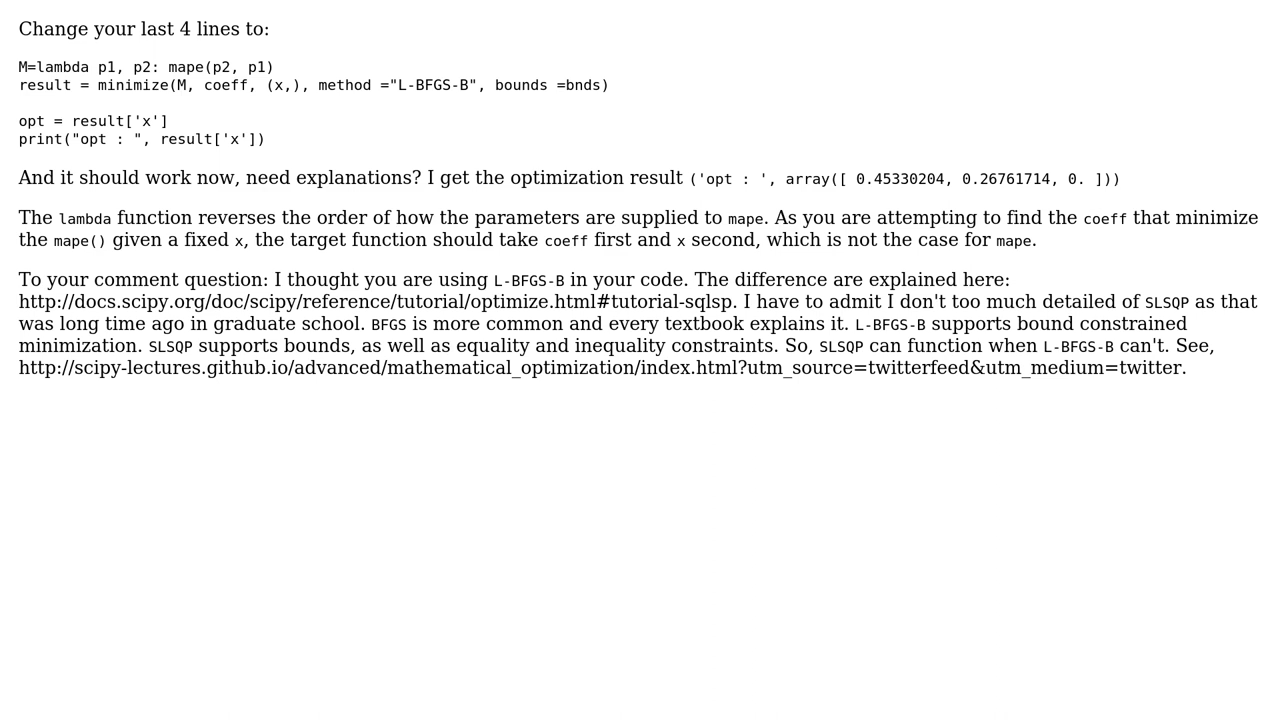 Change your last 4 lines to:
M=lambda p1, p2: mape(p2, p1)
result = minimize(M, coeff, (x,), method ="L-BFGS-B", bounds =bnds)
opt = result['x']
print("opt : ", result['x'])
And it should work now, need explanations? I get the optimization result ('opt : ', array([ 0.45330204, 0.26761714, 0. ]))
The lambda function reverses the order of how the parameters are supplied to mape. As you are attempting to find the coeff that minimize
the mape() given a fixed x, the target function should take coeff first and x second, which is not the case for mape.
To your comment question: I thought you are using L-BFGS-B in your code. The difference are explained here:
http://docs.scipy.org/doc/scipy/reference/tutorial/optimize.html#tutorial-sqlsp. I have to admit I don't too much detailed of SLSQP as that
was long time ago in graduate school. BFGS is more common and every textbook explains it. L-BFGS-B supports bound constrained
minimization. SLSQP supports bounds, as well as equality and inequality constraints. So, SLSQP can function when L-BFGS-B can't. See,
http://scipy-lectures.github.io/advanced/mathematical_optimization/index.html?utm_source=twitterfeed&utm_medium=twitter.